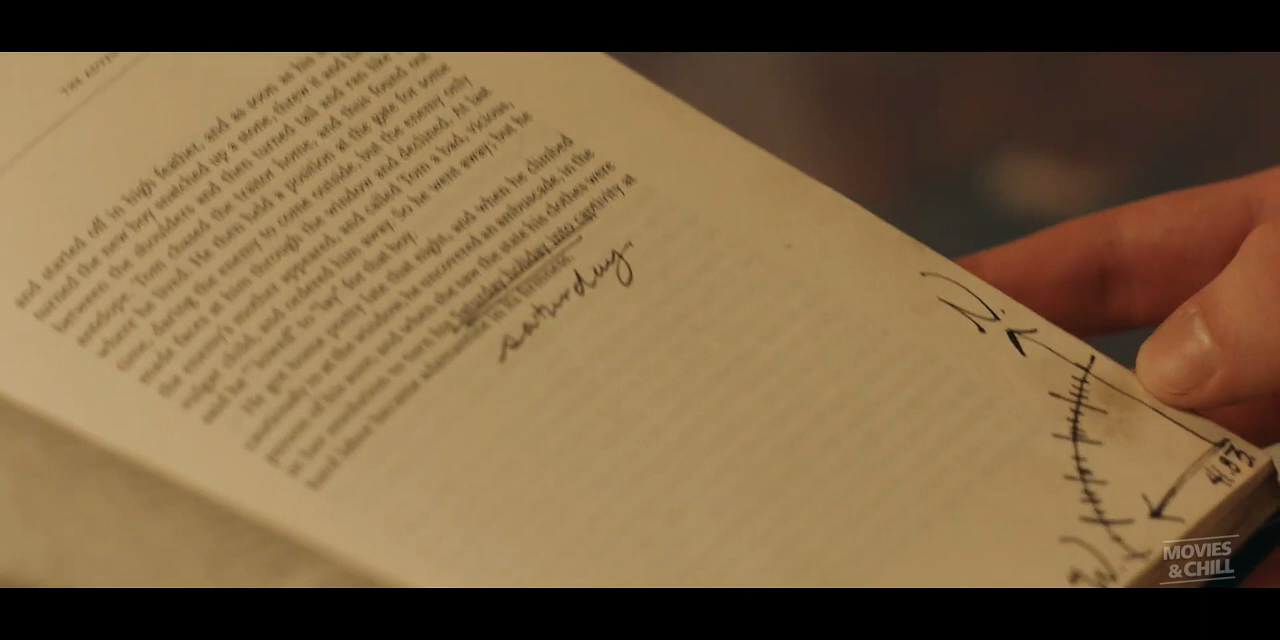 THE ADVEN
and started off in high feather, and as soon as his
turned the new boy snatched up a stone, threw it and
between the shoulders and then turned tail and ran like
antelope. Tom chased the traitor home, and thus found out
where he lived. He then held a position at the gate for some
time, daring the enemy to come outside, but the enemy only
made faces at him through the window and declined. At last
the enemy's mother appeared, and called Tom a bad, vicious,
vulgar child, and ordered him away. So he went away; but he
said he "lowed" to "lay" for that boy.
He got home pretty late that night, and when he climbed
cautiously in at the window, he uncovered an ambuscade, in the
person of his aunt; and when she saw the state his clothes were
in her resolution to turn his Saturday holiday into captivity at
hard labor became adamantine in its firmness.
saturday
N.
41.83
W
MOVIES
&CHILL